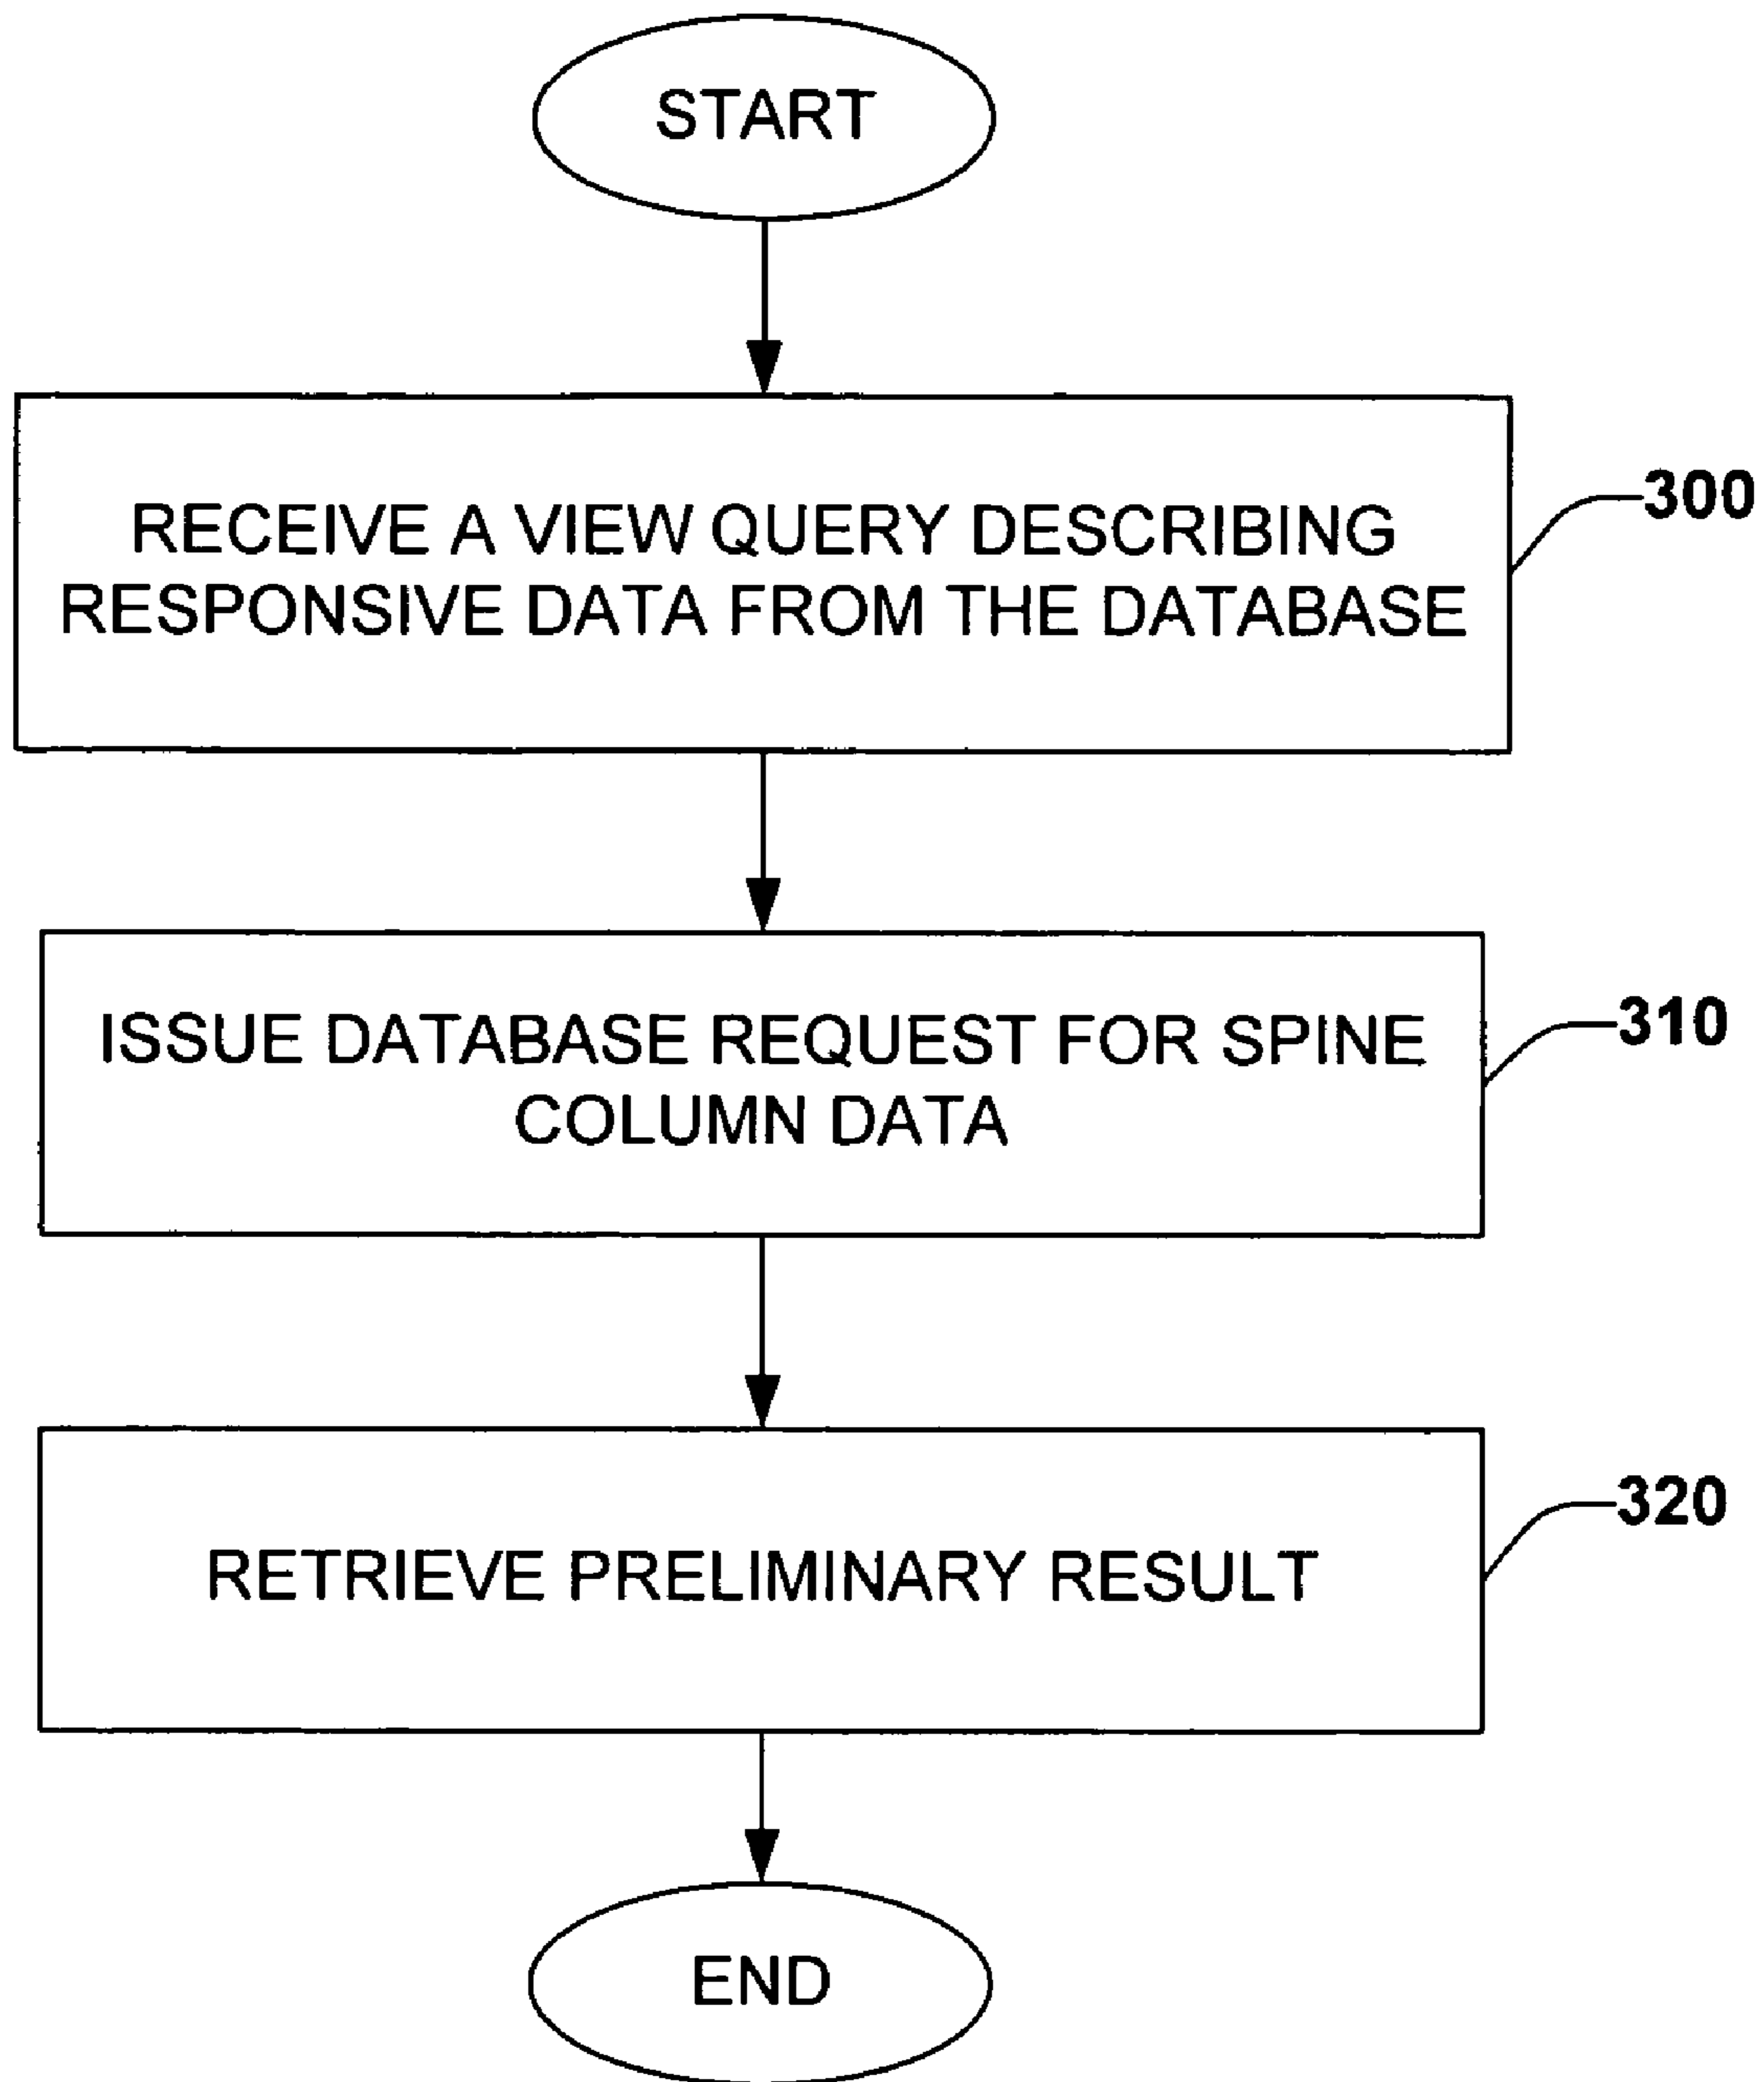 START
RECEIVE A VIEW QUERY DESCRIBING
RESPONSIVE DATA FROM THE DATABASE
300
ISSUE DATABASE REQUEST FOR SPINE
COLUMN DATA
310
RETRIEVE PRELIMINARY RESULT
320
END